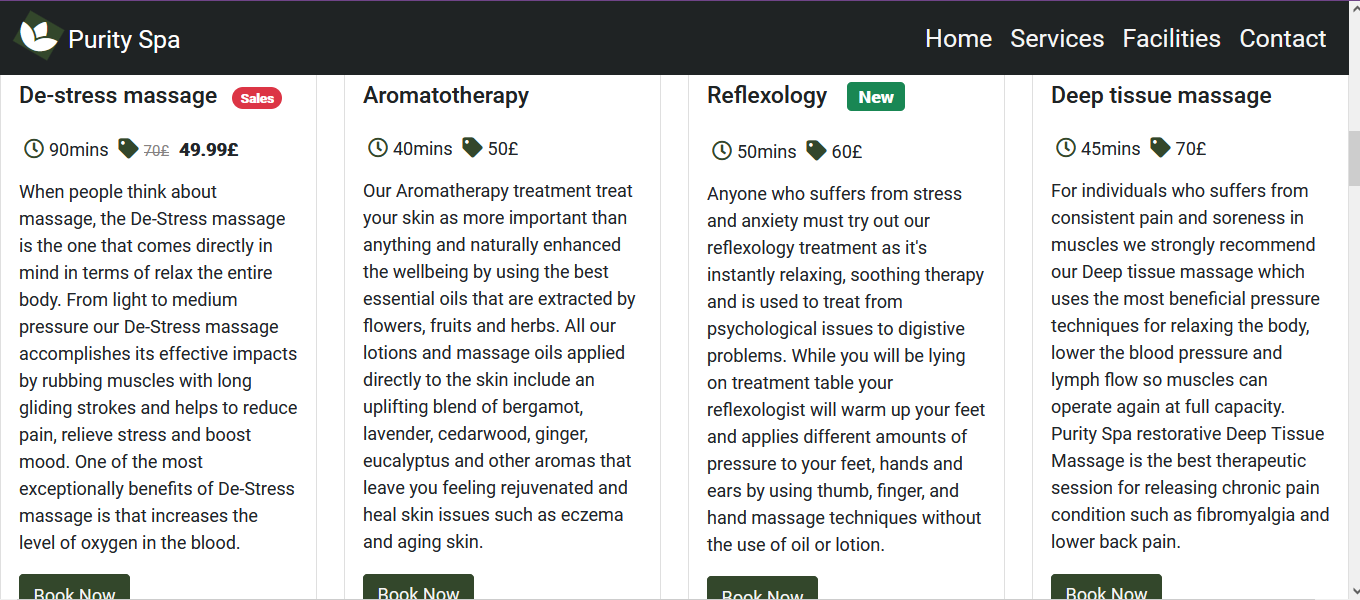 Purity Spa
Home Services Facilities Contact
De-stress massage Sales
90mins 70£ 49.99£
When people think about
massage, the De-Stress massage
is the one that comes directly in
mind in terms of relax the entire
body. From light to medium
pressure our De-Stress massage
accomplishes its effective impacts
by rubbing muscles with long
gliding strokes and helps to reduce
pain, relieve stress and boost
mood. One of the most
exceptionally benefits of De-Stress
massage is that increases the
level of oxygen in the blood.
Book Now
Aromatotherapy
40mins 50£
Our Aromatherapy treatment treat
your skin as more important than
anything and naturally enhanced
the wellbeing by using the best
essential oils that are extracted by
flowers, fruits and herbs. All our
lotions and massage oils applied
directly to the skin include an
uplifting blend of bergamot,
lavender, cedarwood, ginger,
eucalyptus and other aromas that
leave you feeling rejuvenated and
heal skin issues such as eczema
and aging skin.
Book Now
Reflexology New
50mins 60£
Anyone who suffers from stress
and anxiety must try out our
reflexology treatment as it's
instantly relaxing, soothing therapy
and is used to treat from
psychological issues to digistive
problems. While you will be lying
on treatment table your
reflexologist will warm up your feet
and applies different amounts of
pressure to your feet, hands and
ears by using thumb, finger, and
hand massage techniques without
the use of oil or lotion.
Book Now
Deep tissue massage
45mins 70£
For individuals who suffers from
consistent pain and soreness in
muscles we strongly recommend
our Deep tissue massage which
uses the most beneficial pressure
techniques for relaxing the body,
lower the blood pressure and
lymph flow so muscles can
operate again at full capacity.
Purity Spa restorative Deep Tissue
Massage is the best therapeutic
session for releasing chronic pain
condition such as fibromyalgia and
lower back pain.
Book Now